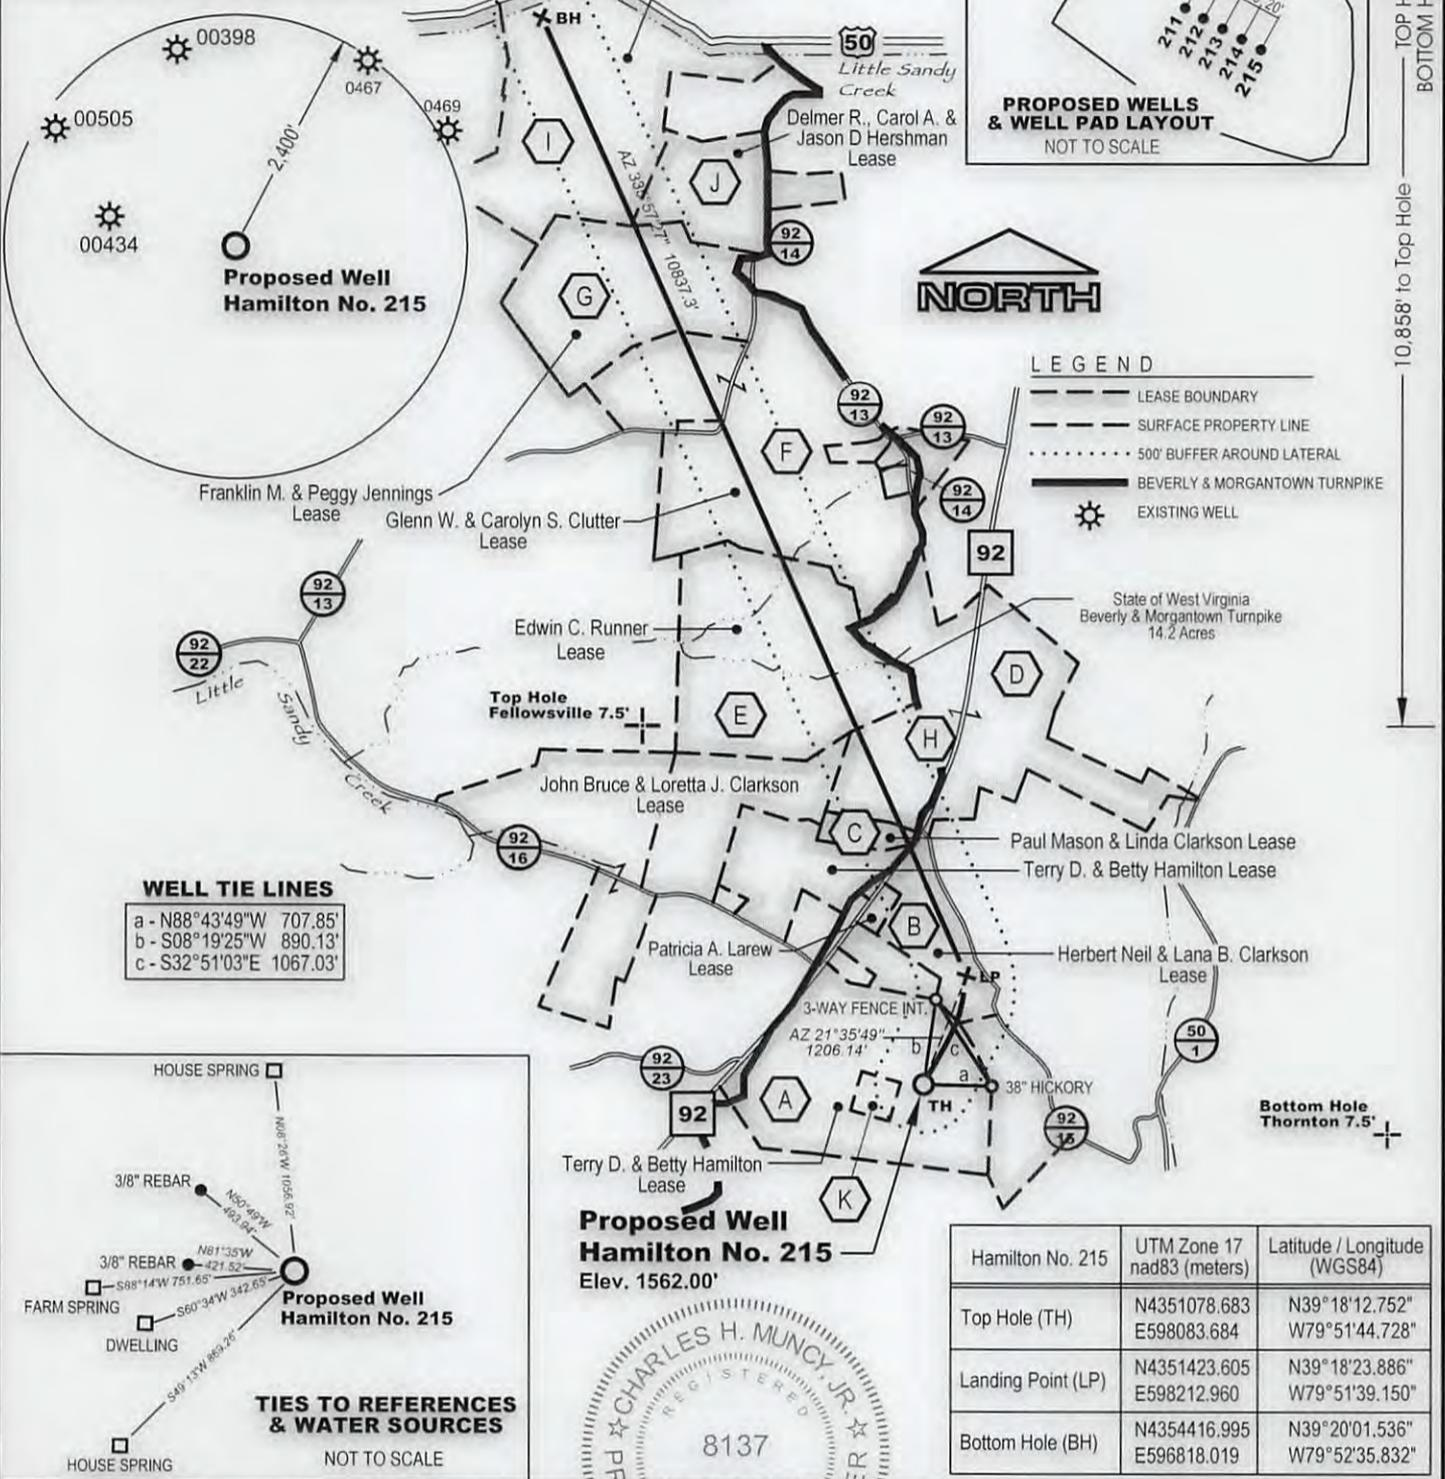 00398
0467
0469
00505
00434
2,400'
Proposed Well
Hamilton No. 215
BH
50
Little Sandy
Creek
Delmer R., Carol A. &
Jason D Hershman
Lease
211
212
213
214
215
20'
PROPOSED WELLS
& WELL PAD LAYOUT
NOT TO SCALE
TOP H
BOTTOM H
10,858' to Top Hole
I
J
92
14
G
10837.3'
NORTH
LEGEND
LEASE BOUNDARY
SURFACE PROPERTY LINE
500' BUFFER AROUND LATERAL
BEVERLY & MORGANTOWN TURNPIKE
EXISTING WELL
92
13
92
13
F
92
14
92
Franklin M. & Peggy Jennings
Lease
Glenn W. & Carolyn S. Clutter
Lease
92
13
92
22
Little
Sandy
Creek
Edwin C. Runner
Lease
State of West Virginia
Beverly & Morgantown Turnpike
14.2 Acres
D
Top Hole
Fellowsville 7.5'
E
H
John Bruce & Loretta J. Clarkson
Lease
92
16
C
Paul Mason & Linda Clarkson Lease
Terry D. & Betty Hamilton Lease
WELL TIE LINES
a - N88°43'49"W 707.85'
b - S08°19'25"W 890.13'
c - S32°51'03"E 1067.03'
B
Patricia A. Larew
Lease
Herbert Neil & Lana B. Clarkson
Lease
LP
3-WAY FENCE INT.
AZ 21°35'49"
1206.14'
b
c
a
50
1
92
23
92
A
38" HICKORY
TH
92
15
Bottom Hole
Thornton 7.5'
Terry D. & Betty Hamilton
Lease
K
Proposed Well
Hamilton No. 215
Elev. 1562.00'
HOUSE SPRING
N08°26'W 1056.92'
3/8" REBAR
N50°49'W
493.94'
3/8" REBAR
N81°35'W
421.52'
S88°14'W 751.65'
FARM SPRING
S60°34'W 342.65'
DWELLING
Proposed Well
Hamilton No. 215
S49°13'W 869.26'
HOUSE SPRING
TIES TO REFERENCES
& WATER SOURCES
NOT TO SCALE
CHARLES H. MUNCY, JR.
REGISTERED
8137
Hamilton No. 215
UTM Zone 17
nad83 (meters)
Latitude / Longitude
(WGS84)
Top Hole (TH)
N4351078.683
E598083.684
N39°18'12.752"
W79°51'44.728"
Landing Point (LP)
N4351423.605
E598212.960
N39°18'23.886"
W79°51'39.150"
Bottom Hole (BH)
N4354416.995
E596818.019
N39°20'01.536"
W79°52'35.832"